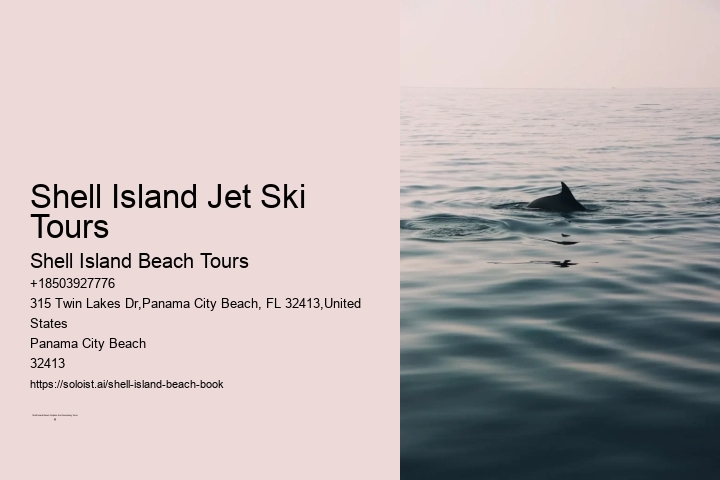 Shell Island Jet Ski
Tours
Shell Island Beach Tours
+18503927776
315 Twin Lakes Dr,Panama City Beach, FL 32413,United
States
Panama City Beach
32413
https://soloist.ai/shell-island-beach-book